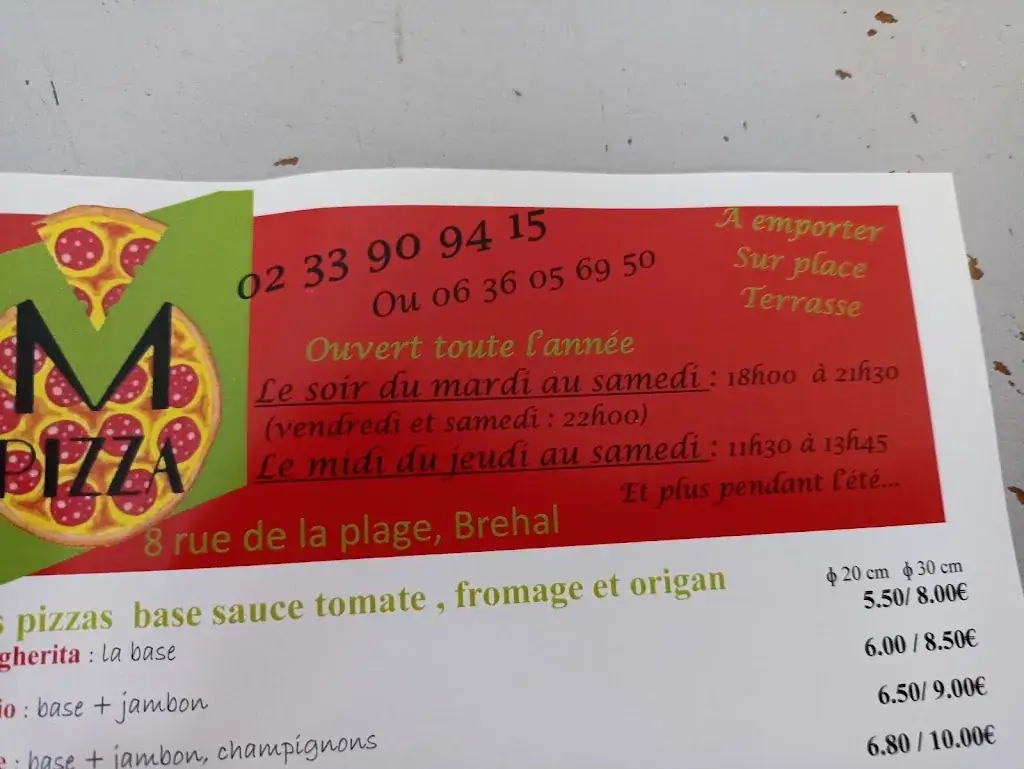 M
PIZZA
02 33 90 94 15
Ou 06 36 05 69 50
A emporter
Sur place
Terrasse
Ouvert toute l'année
Le soir du mardi au samedi : 18h00 à 21h30
(vendredi et samedi : 22h00)
Le midi du jeudi au samedi : 11h30 à 13h45
Et plus pendant l'été...
8 rue de la plage, Brehal
s pizzas base sauce tomate , fromage et origan
ϕ 20 cm ϕ 30 cm
5.50/ 8.00€
gherita : la base
6.00 / 8.50€
io : base + jambon
6.50/ 9.00€
e : base + jambon, champignons
6.80 / 10.00€